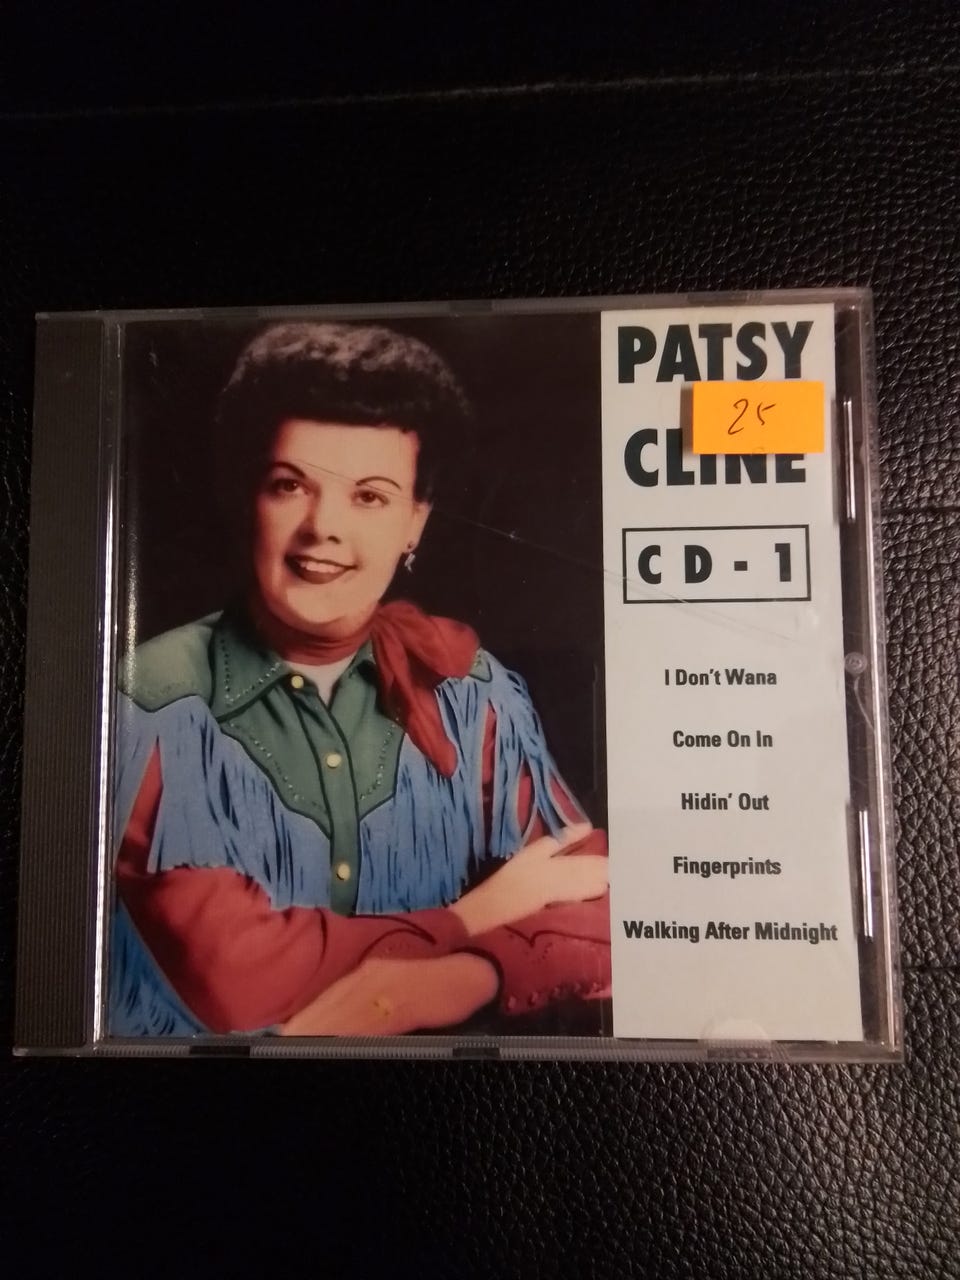 PATSY
25
CLINE
CD-1
I Don't Wana
Come On In
Hidin' Out
Fingerprints
Walking After Midnight